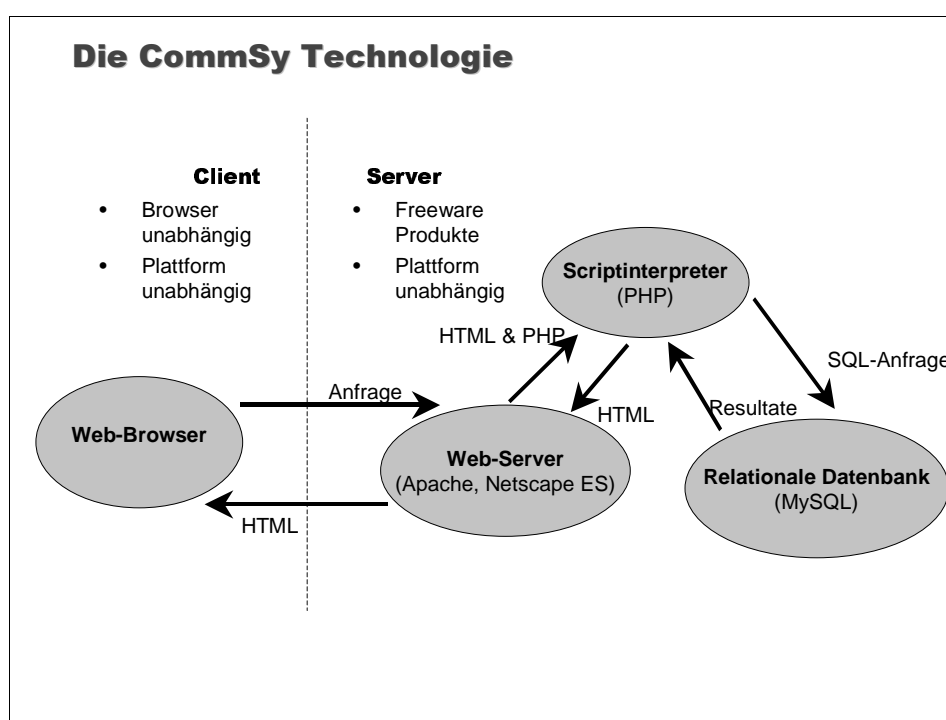 Die CommSy Technologie
Client
• Browser
unabhängig
• Plattform
unabhängig
Server
• Freeware
Produkte
• Plattform
unabhängig
Scriptinterpreter
(PHP)
HTML & PHP
SQL-Anfrage
Anfrage
HTML
Resultate
Web-Browser
Web-Server
(Apache, Netscape ES)
Relationale Datenbank
(MySQL)
HTML